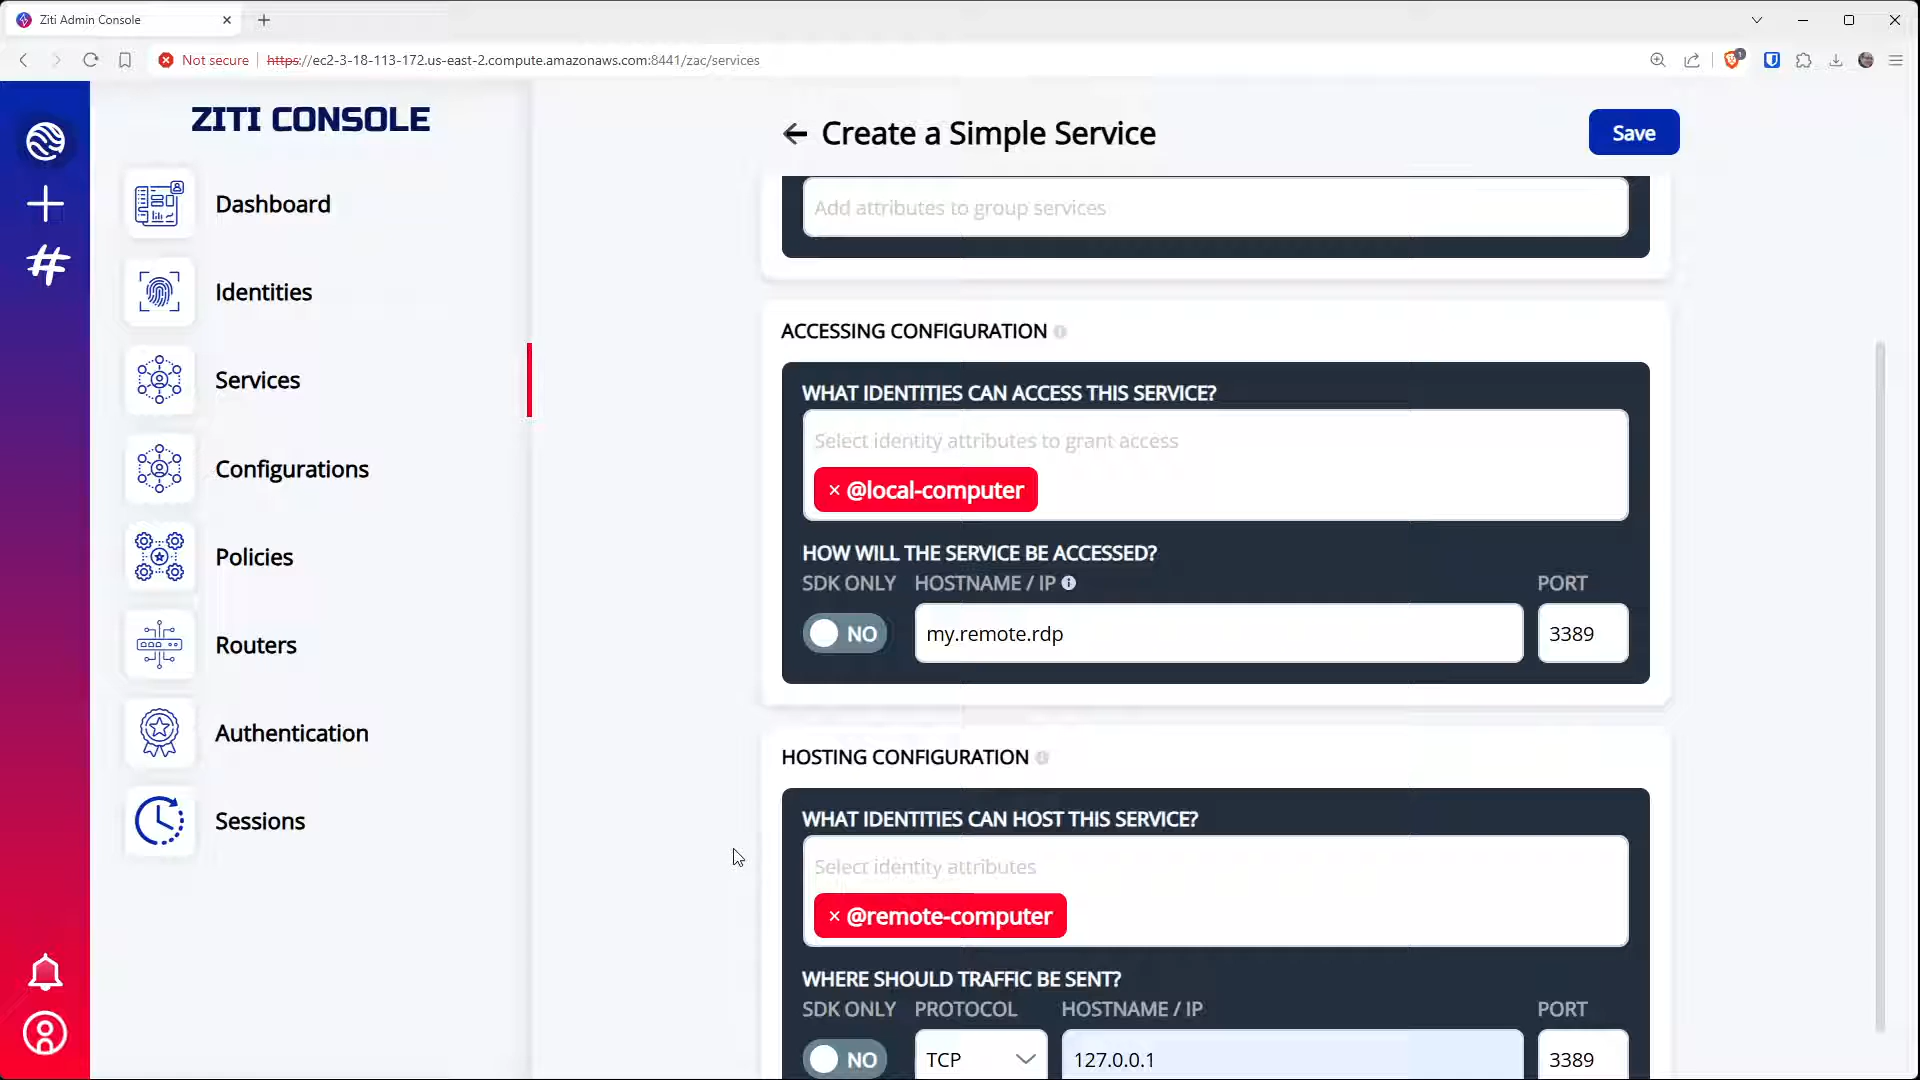 Ziti Admin Console
Not secure
https://ec2-3-18-113-172.us-east-2.compute.amazonaws.com:8441/zac/services
1
ZITI CONSOLE
Dashboard
Identities
Services
Configurations
Policies
Routers
Authentication
Sessions
Create a Simple Service
Save
Add attributes to group services
ACCESSING CONFIGURATION
WHAT IDENTITIES CAN ACCESS THIS SERVICE?
Select identity attributes to grant access
× @local-computer
HOW WILL THE SERVICE BE ACCESSED?
SDK ONLY HOSTNAME / IP PORT
NO my.remote.rdp 3389
HOSTING CONFIGURATION
WHAT IDENTITIES CAN HOST THIS SERVICE?
Select identity attributes
× @remote-computer
WHERE SHOULD TRAFFIC BE SENT?
SDK ONLY PROTOCOL HOSTNAME / IP PORT
NO TCP 127.0.0.1 3389